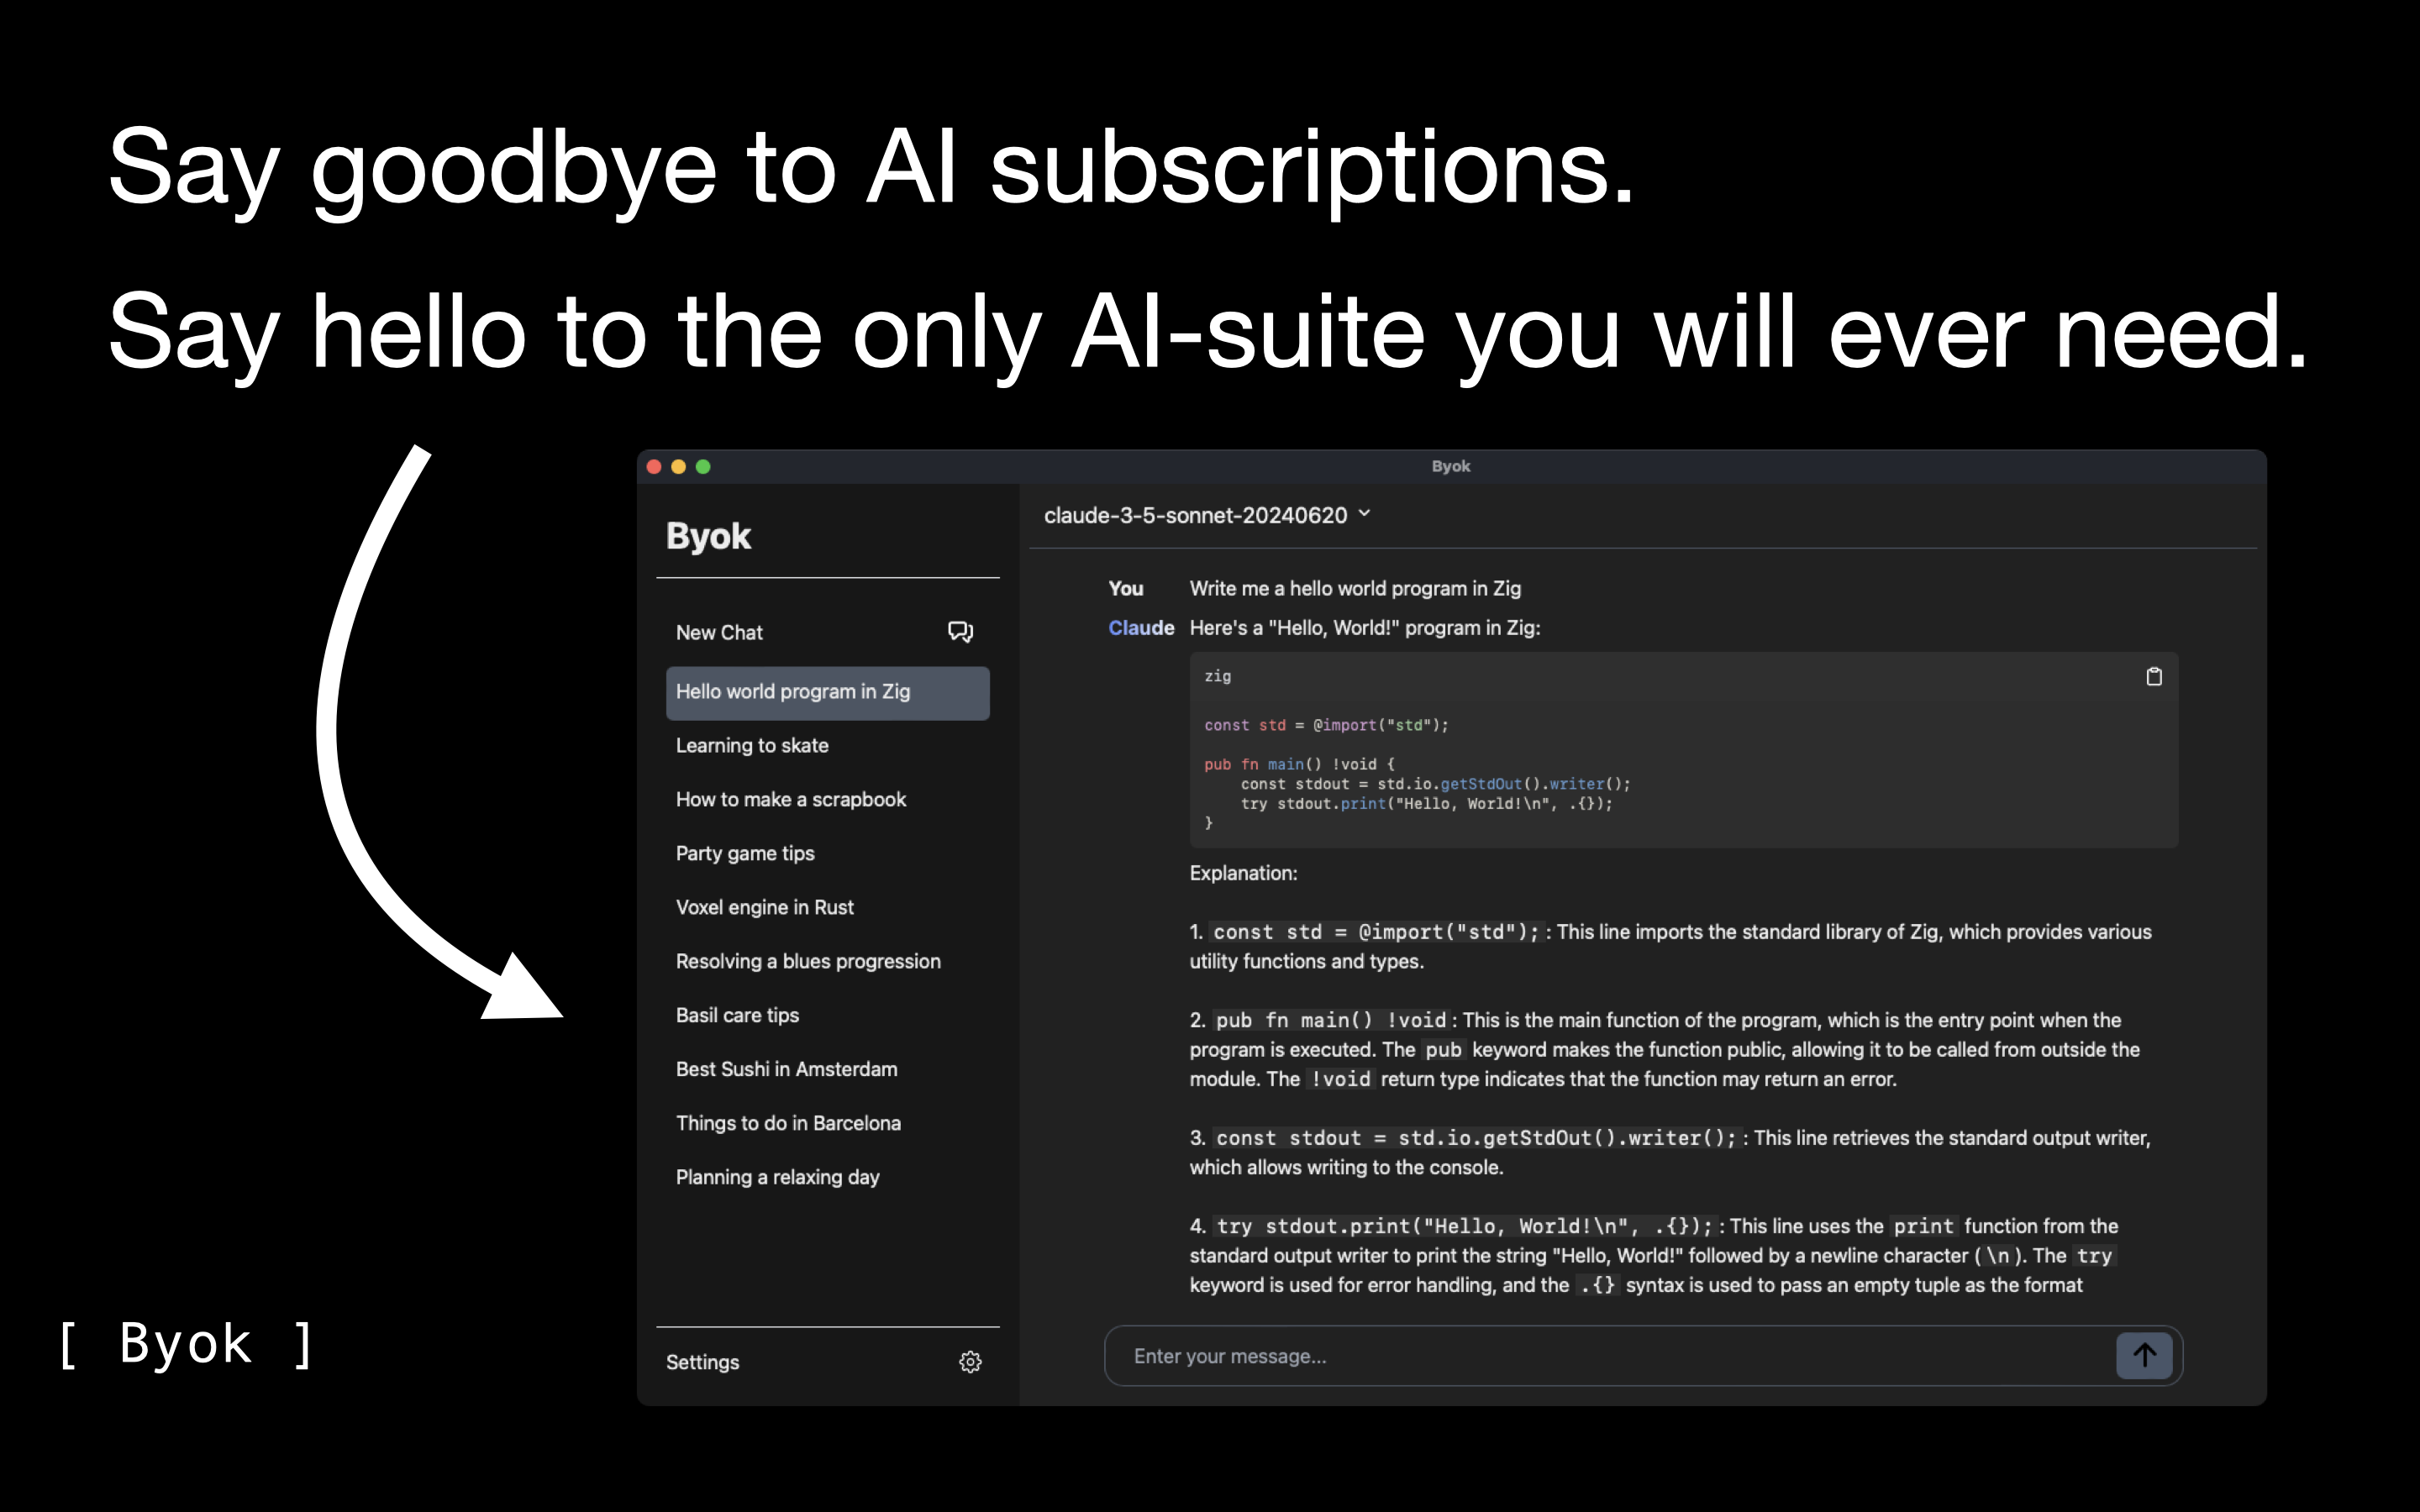 Say goodbye to AI subscriptions.
Say hello to the only AI-suite you will ever need.
Byok
Byok
New Chat
Hello world program in Zig
Learning to skate
How to make a scrapbook
Party game tips
Voxel engine in Rust
Resolving a blues progression
Basil care tips
Best Sushi in Amsterdam
Things to do in Barcelona
Planning a relaxing day
Settings
claude-3-5-sonnet-20240620
You Write me a hello world program in Zig
Claude Here's a "Hello, World!" program in Zig:
zig
const std = @import("std");
pub fn main() !void {
    const stdout = std.io.getStdOut().writer();
    try stdout.print("Hello, World!\n", .{});
}
Explanation:
1. const std = @import("std");: This line imports the standard library of Zig, which provides various
utility functions and types.
2. pub fn main() !void: This is the main function of the program, which is the entry point when the
program is executed. The pub keyword makes the function public, allowing it to be called from outside the
module. The !void return type indicates that the function may return an error.
3. const stdout = std.io.getStdOut().writer();: This line retrieves the standard output writer,
which allows writing to the console.
4. try stdout.print("Hello, World!\n", .{});: This line uses the print function from the
standard output writer to print the string "Hello, World!" followed by a newline character (\n). The try
keyword is used for error handling, and the .{} syntax is used to pass an empty tuple as the format
Enter your message...
[ Byok ]